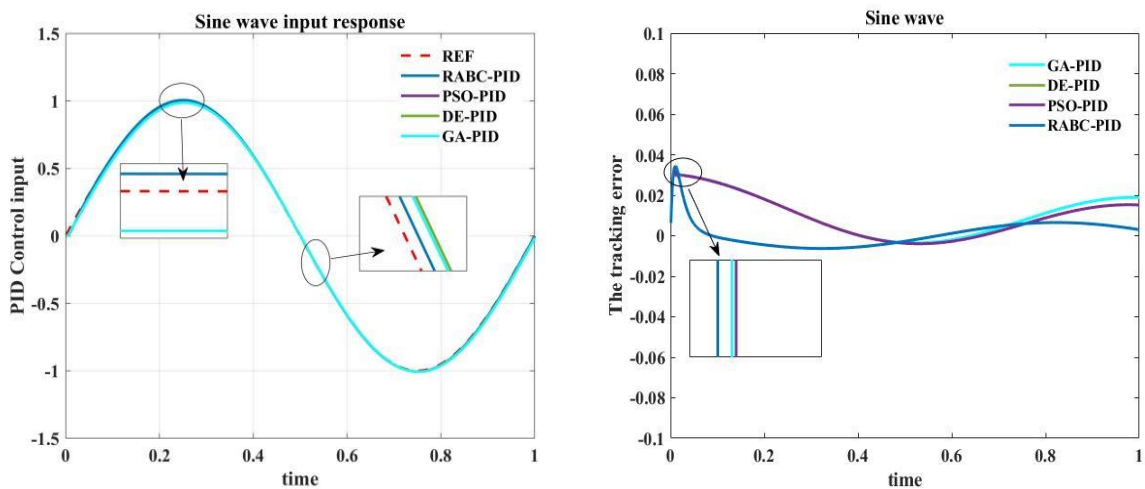 Sine wave input response
1.5
1
0.5
0
-0.5
-1
-1.5
PID Control input
REF
RABC-PID
PSO-PID
DE-PID
GA-PID
0 0.2 0.4 0.6 0.8 1
time
Sine wave
0.1
0.08
0.06
0.04
0.02
0
-0.02
-0.04
-0.06
-0.08
-0.1
The tracking error
GA-PID
DE-PID
PSO-PID
RABC-PID
0 0.2 0.4 0.6 0.8 1
time